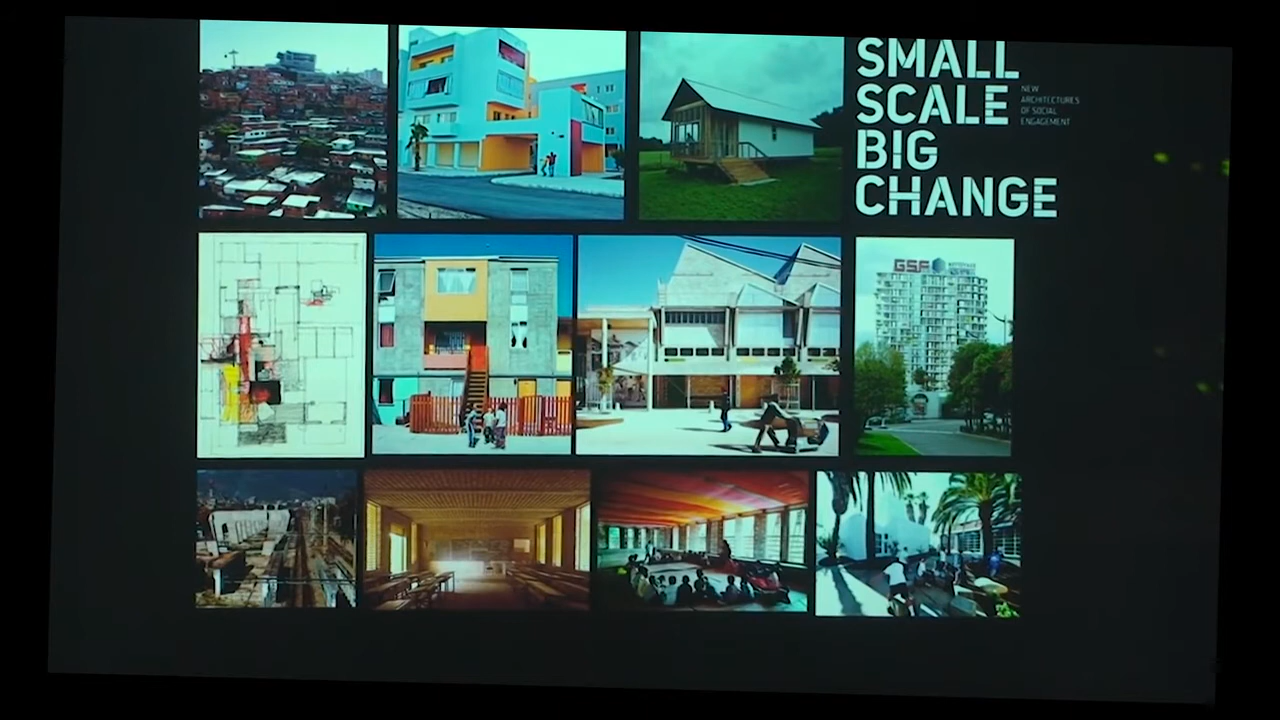 SMALL
SCALE
BIG
CHANGE
NEW
ARCHITECTURES
OF SOCIAL
ENGAGEMENT
GSF